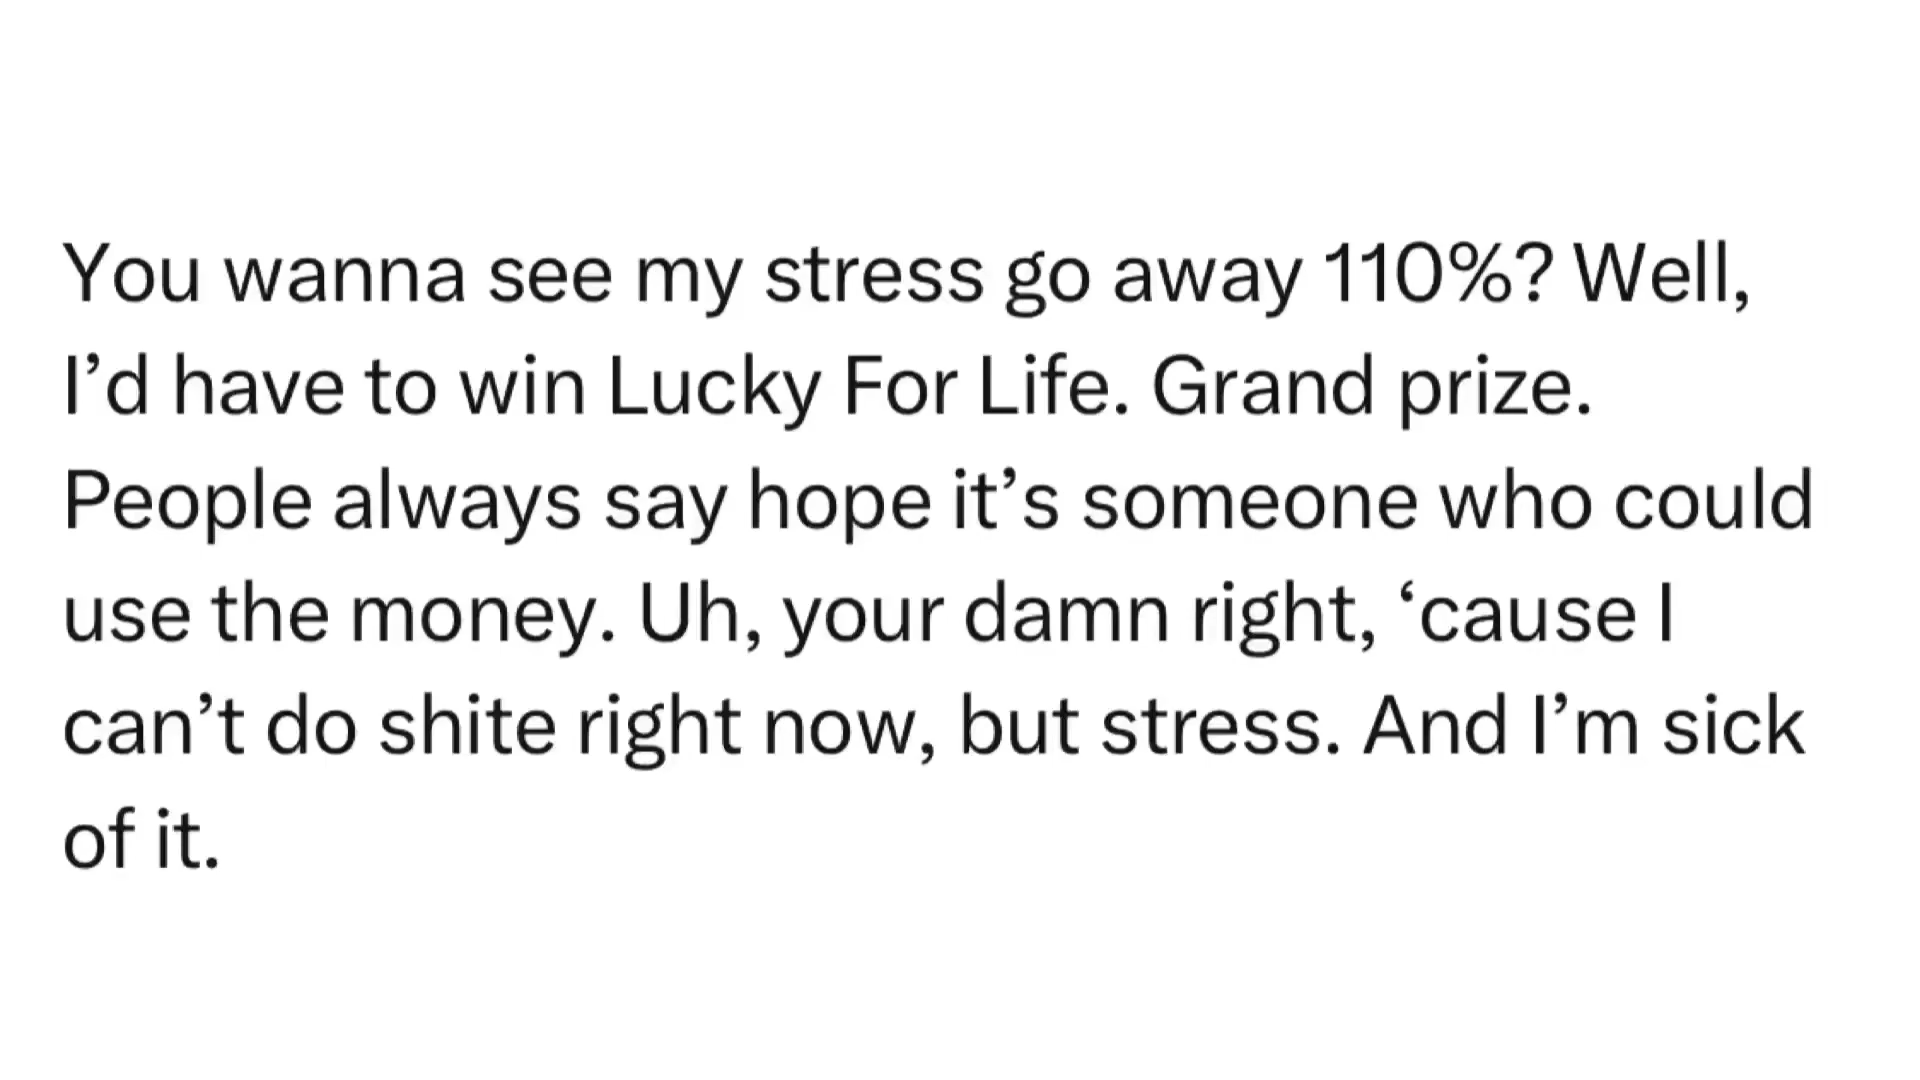 You wanna see my stress go away 110%? Well,
I’d have to win Lucky For Life. Grand prize.
People always say hope it’s someone who could
use the money. Uh, your damn right, ‘cause I
can’t do shite right now, but stress. And I’m sick
of it.